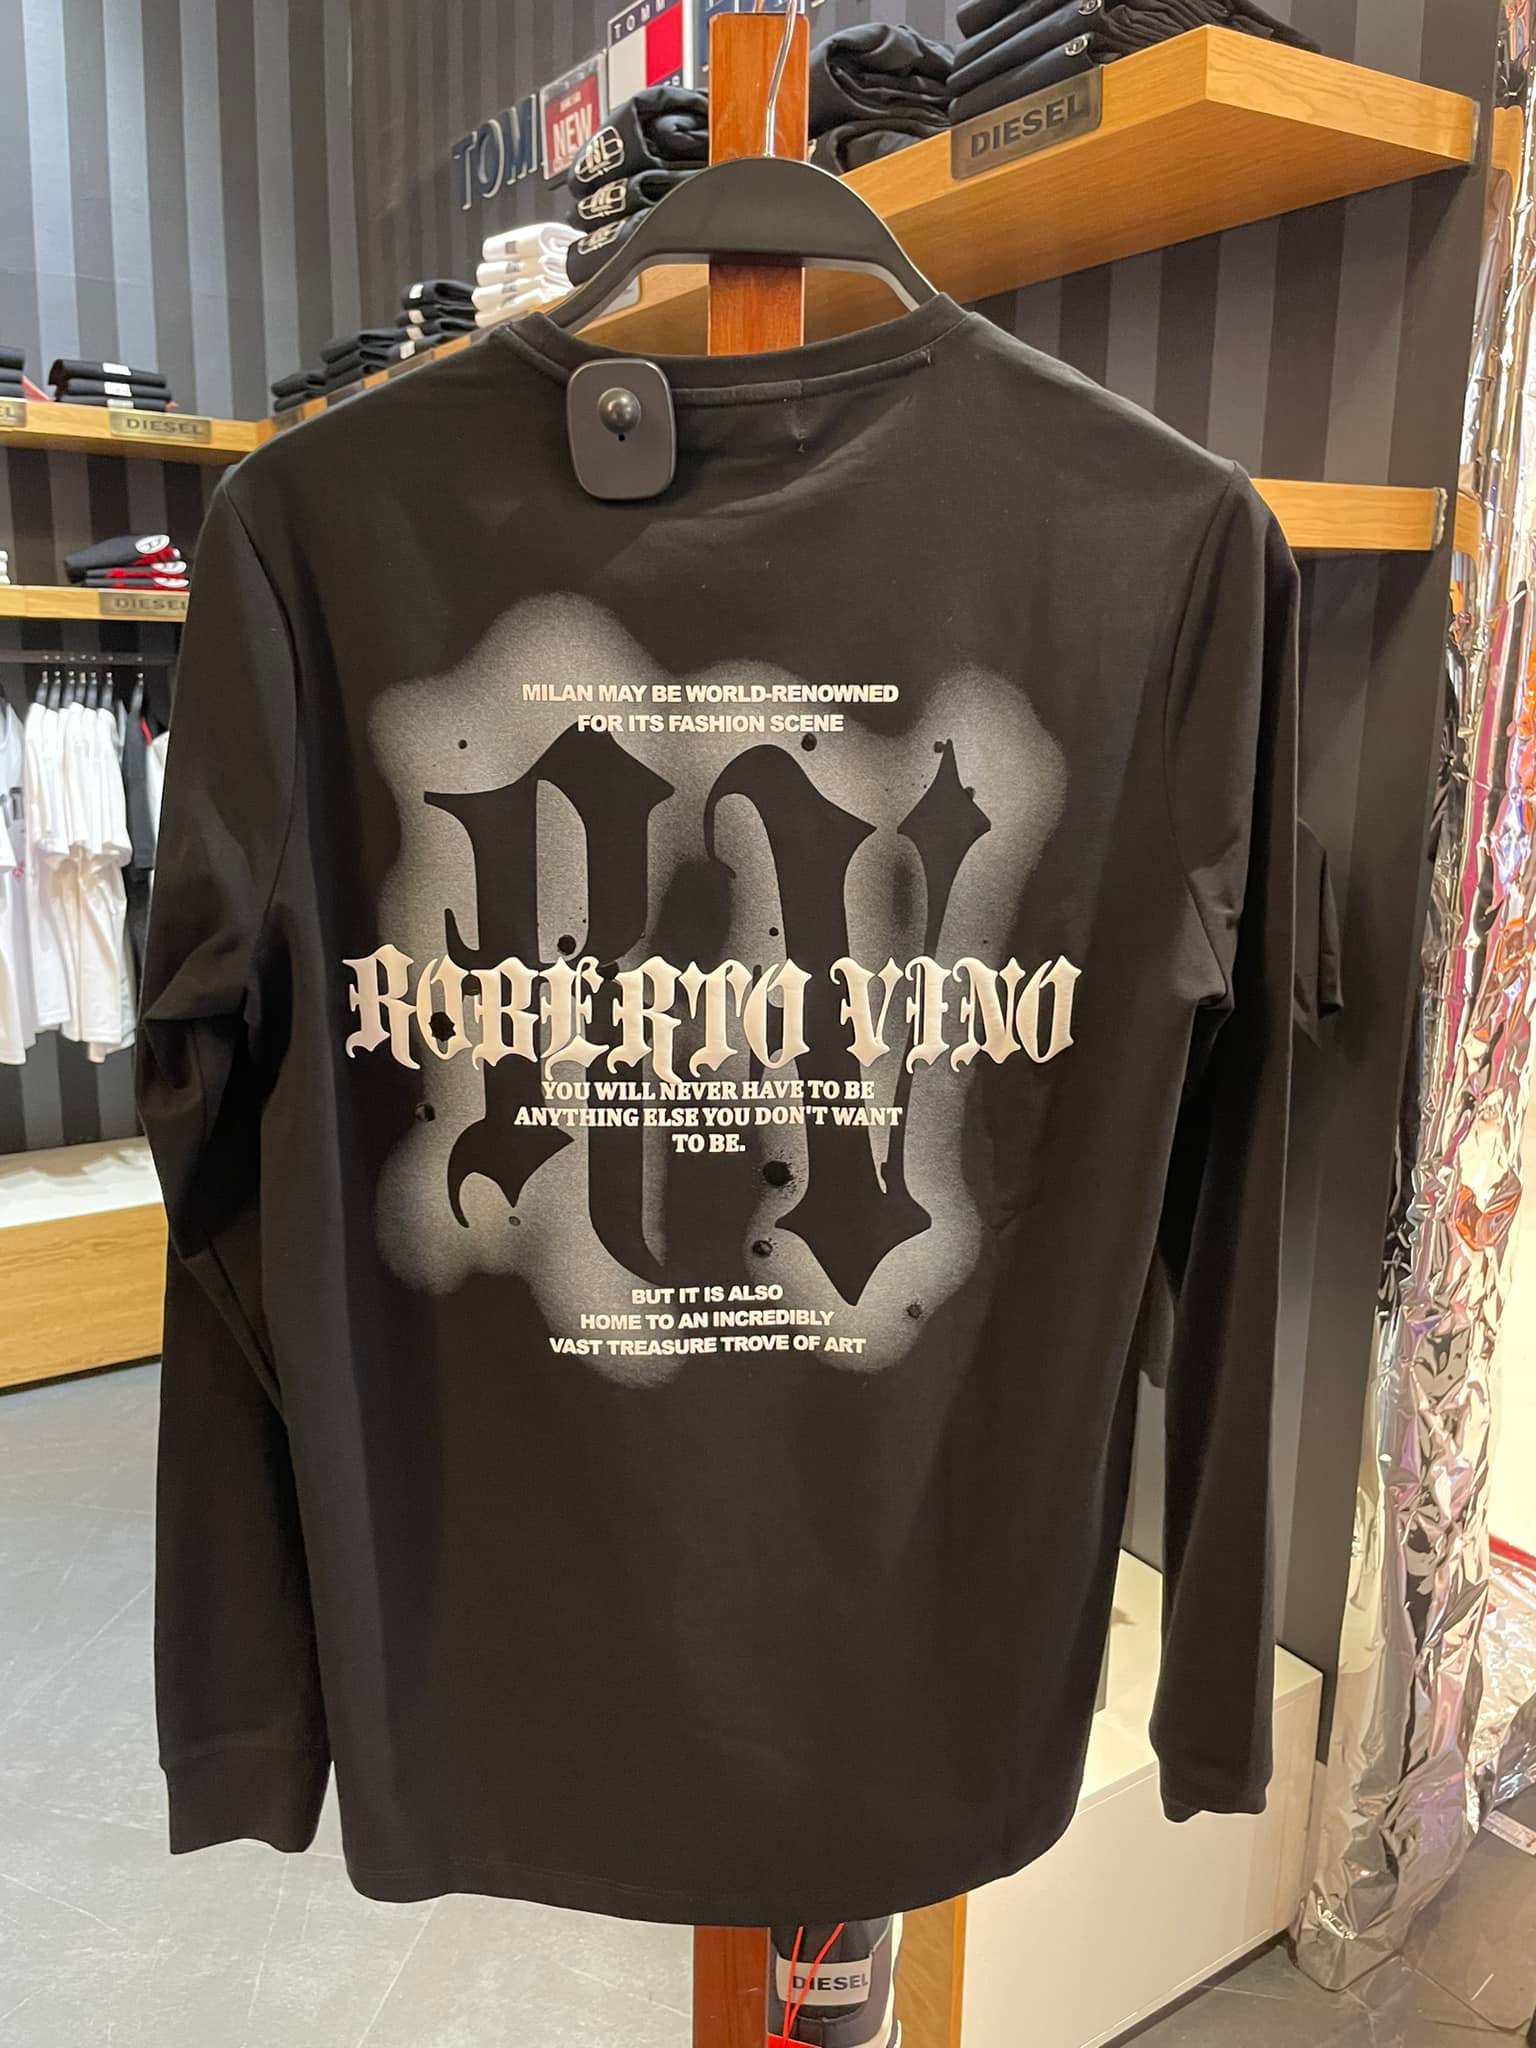 TOMM
TOM
NEW
DIESEL
DIESEL
DIESEL
MILAN MAY BE WORLD-RENOWNED
FOR ITS FASHION SCENE
RV
ROBERTO VINO
YOU WILL NEVER HAVE TO BE
ANYTHING ELSE YOU DON'T WANT
TO BE.
BUT IT IS ALSO
HOME TO AN INCREDIBLY
VAST TREASURE TROVE OF ART
DIESEL